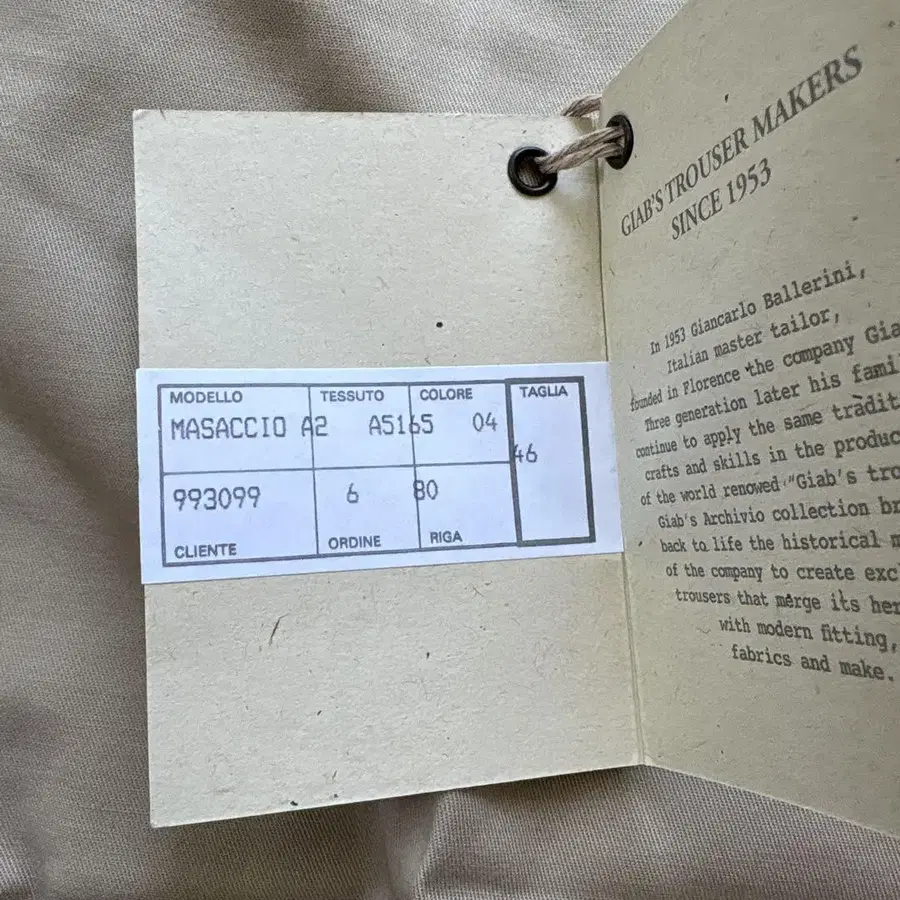 MODELLO TESSUTO COLORE TAGLIA
MASACCIO A2 A5165 04
46
993099 6 80
CLIENTE ORDINE RIGA
GIAB'S TROUSER MAKERS
SINCE 1953
In 1953 Giancarlo Ballerini,
Italian master tailor,
founded in Florence the company Gia
Three generation later his fami
continue to apply the same tradit
crafts and skills in the produc
of the world renowned "Giab's tro
Giab's Archivio collection br
back to life the historical m
of the company to create exc
trousers that merge its her
with modern fitting,
fabrics and make.